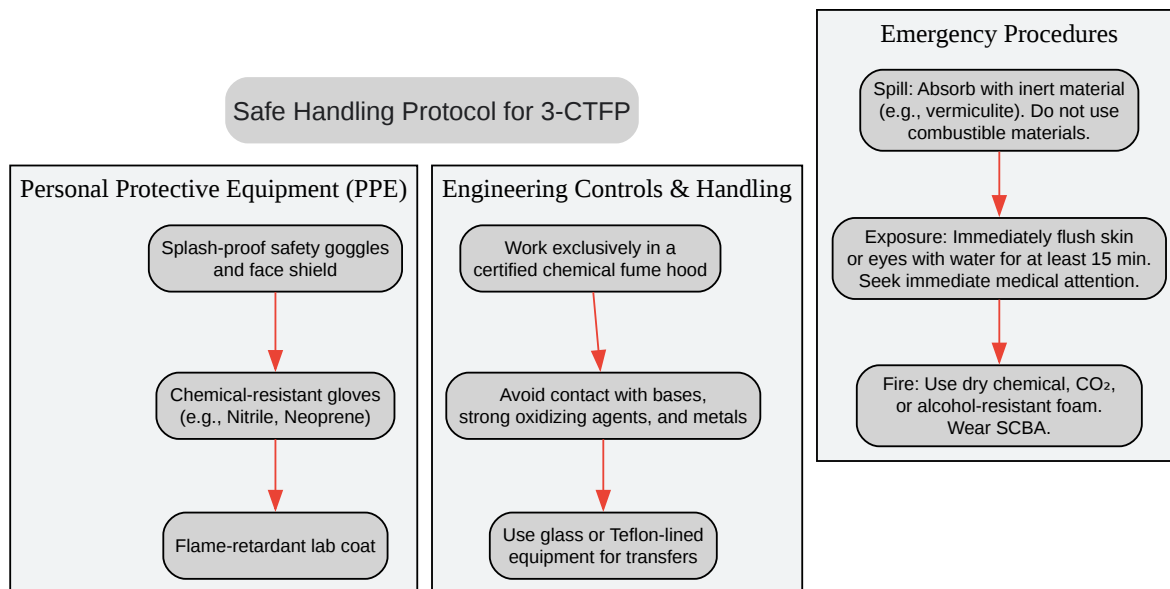 Safe Handling Protocol for 3-CTFP
Personal Protective Equipment (PPE)
Splash-proof safety goggles
and face shield
Chemical-resistant gloves
(e.g., Nitrile, Neoprene)
Flame-retardant lab coat
Engineering Controls & Handling
Work exclusively in a
certified chemical fume hood
Avoid contact with bases,
strong oxidizing agents, and metals
Use glass or Teflon-lined
equipment for transfers
Emergency Procedures
Spill: Absorb with inert material
(e.g., vermiculite). Do not use
combustible materials.
Exposure: Immediately flush skin
or eyes with water for at least 15 min.
Seek immediate medical attention.
Fire: Use dry chemical, CO₂,
or alcohol-resistant foam.
Wear SCBA.